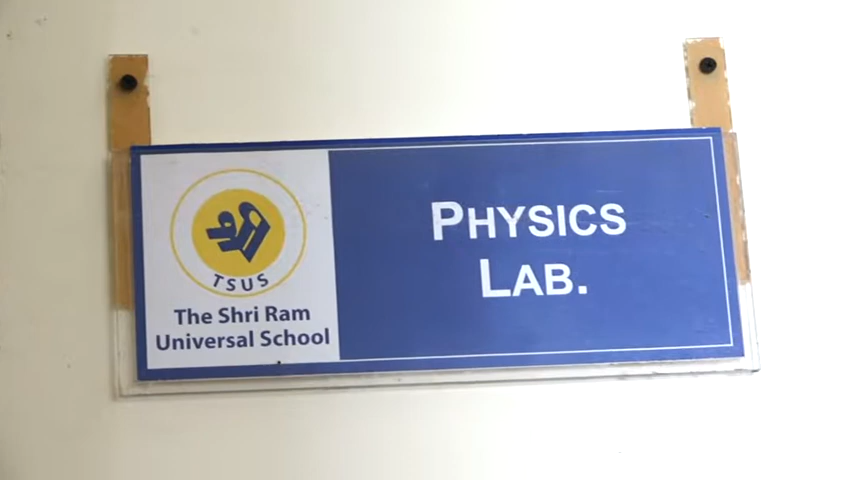 TSUS
The Shri Ram
Universal School
PHYSICS
LAB.